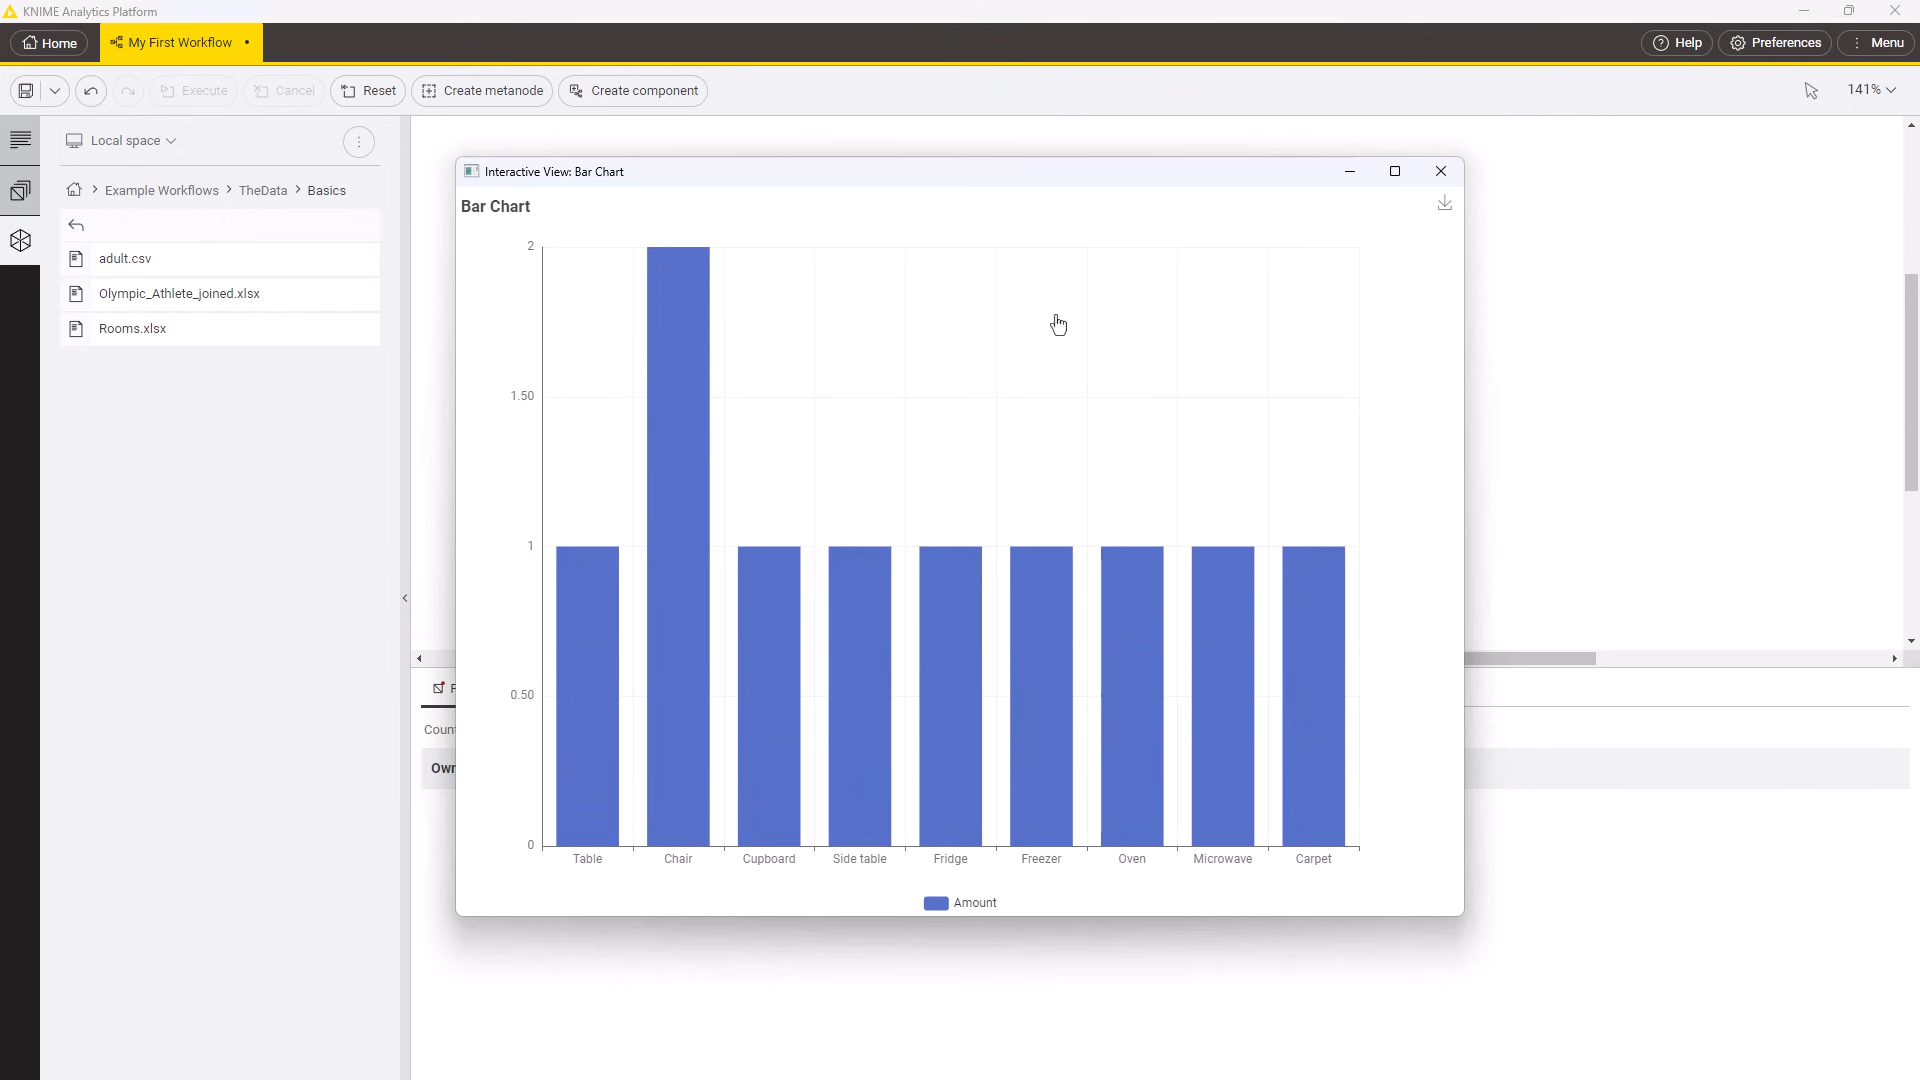 KNIME Analytics Platform
Home
My First Workflow
Help
Preferences
Menu
Execute
Cancel
Reset
Create metanode
Create component
141%
Local space
Example Workflows > TheData > Basics
adult.csv
Olympic_Athlete_joined.xlsx
Rooms.xlsx
Interactive View: Bar Chart
Bar Chart
2
1.50
1
0.50
0
Table Chair Cupboard Side table Fridge Freezer Oven Microwave Carpet
Amount
F
Count
Own